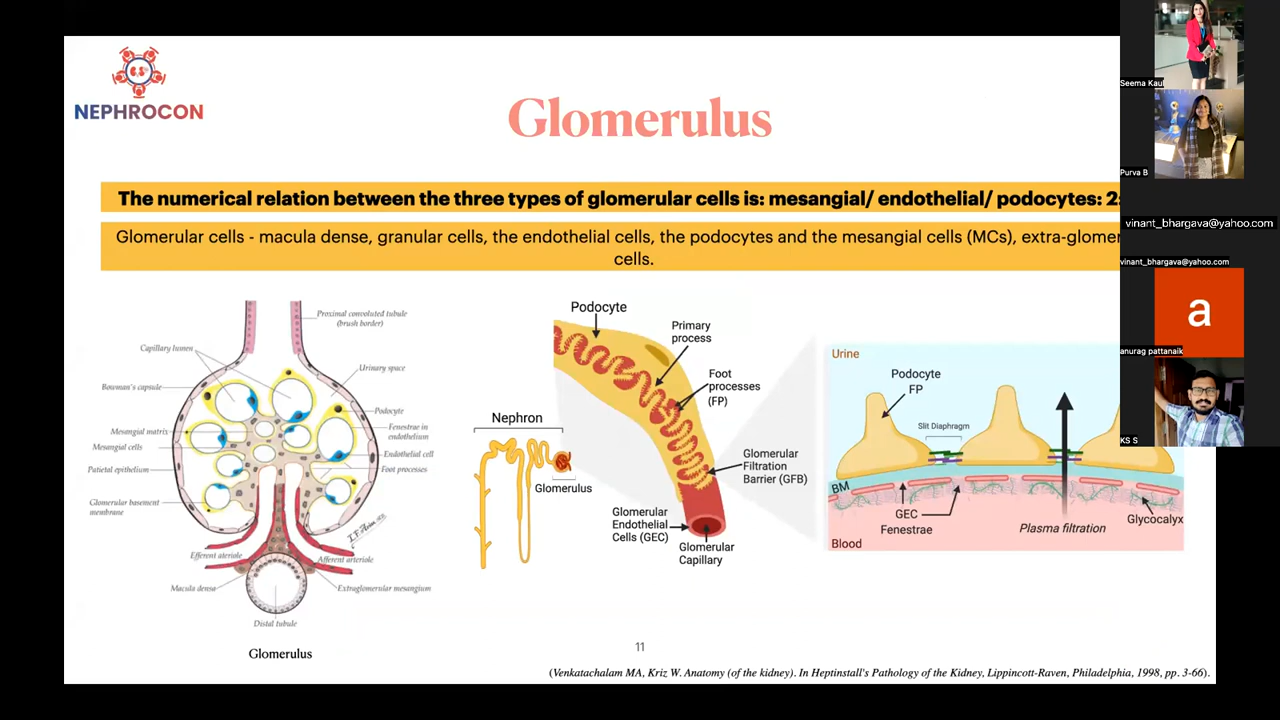 NEPHROCON
Glomerulus
The numerical relation between the three types of glomerular cells is: mesangial/ endothelial/ podocytes: 2
Glomerular cells - macula dense, granular cells, the endothelial cells, the podocytes and the mesangial cells (MCs), extra-glomer
cells.
Proximal convoluted tubule
(brush border)
Capillary lumen
Urinary space
Bowman's capsule
Podocyte
Mesangial matrix
Fenestrae in
endothelium
Mesangial cells
Endothelial cell
Patietal epithelium
Foot processes
Glomerular basement
membrane
Efferent ateriole
Afferent arteriole
Macula densa
Extraglomerular mesangium
Distal tubule
Glomerulus
Nephron
Glomerulus
Podocyte
Primary
process
Foot
processes
(FP)
Glomerular
Filtration
Barrier (GFB)
Glomerular
Endothelial
Cells (GEC)
Glomerular
Capillary
Urine
Podocyte
FP
Slit Diaphragm
BM
GEC
Fenestrae
Plasma filtration
Glycocalyx
Blood
11
(Venkatachalam MA, Kriz W. Anatomy (of the kidney). In Heptinstall's Pathology of the Kidney, Lippincott-Raven, Philadelphia, 1998, pp. 3-66).
Seema Kaul
Purva B
vinant_bhargava@yahoo.com
vinant_bhargava@yahoo.com
a
anurag pattanaik
KS S